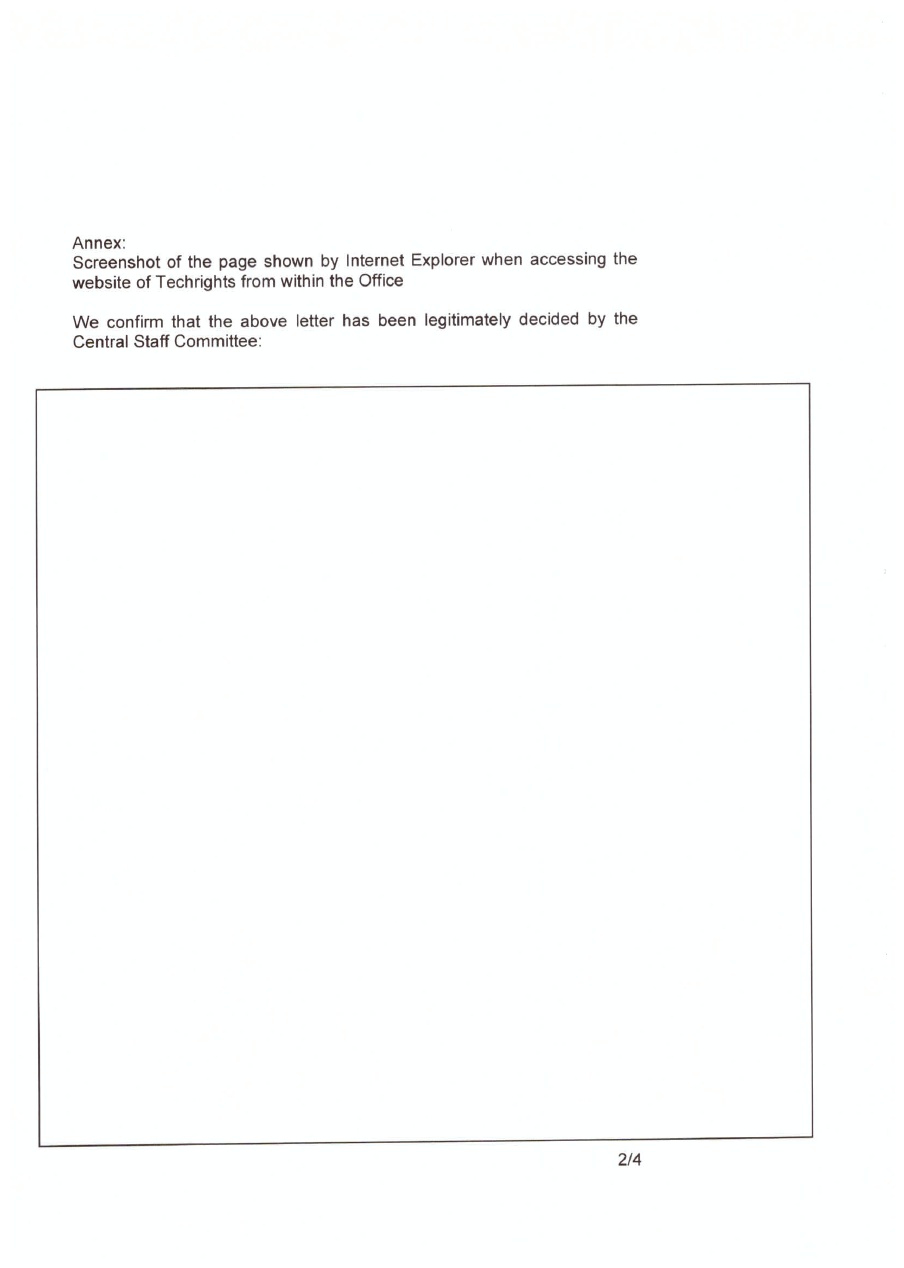 Annex:
Screenshot of the page shown by Internet Explorer when accessing the
website of Techrights from within the Office
We confirm that the above letter has been legitimately decided by the
Central Staff Committee:
2/4